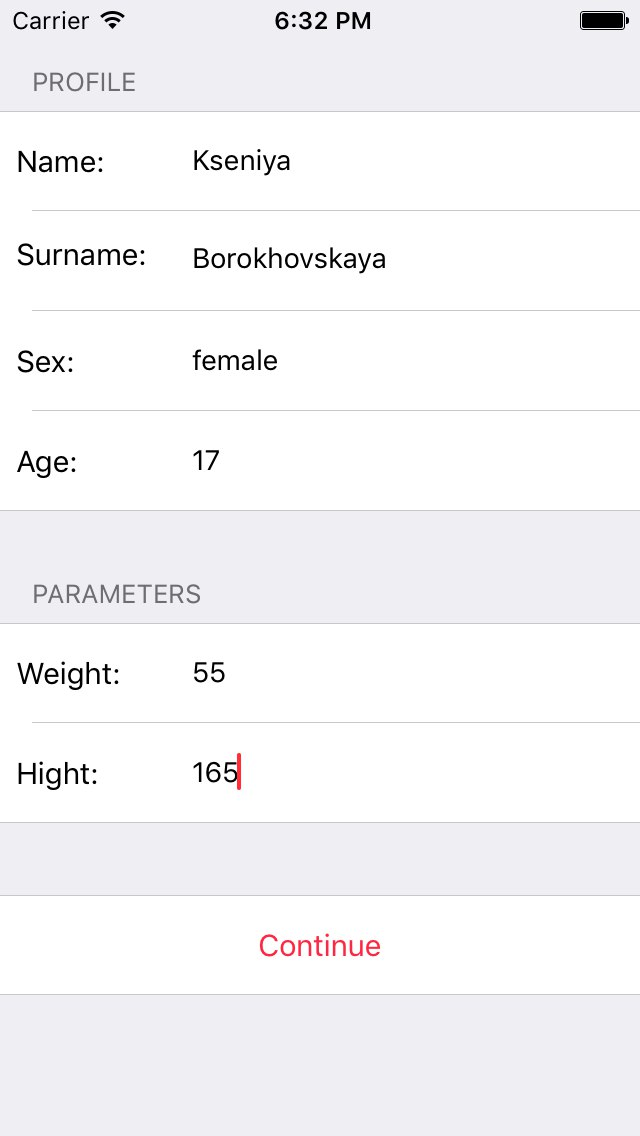 Carrier 6:32 PM
PROFILE
Name: Kseniya
Surname: Borokhovskaya
Sex: female
Age: 17
PARAMETERS
Weight: 55
Hight: 165
Continue